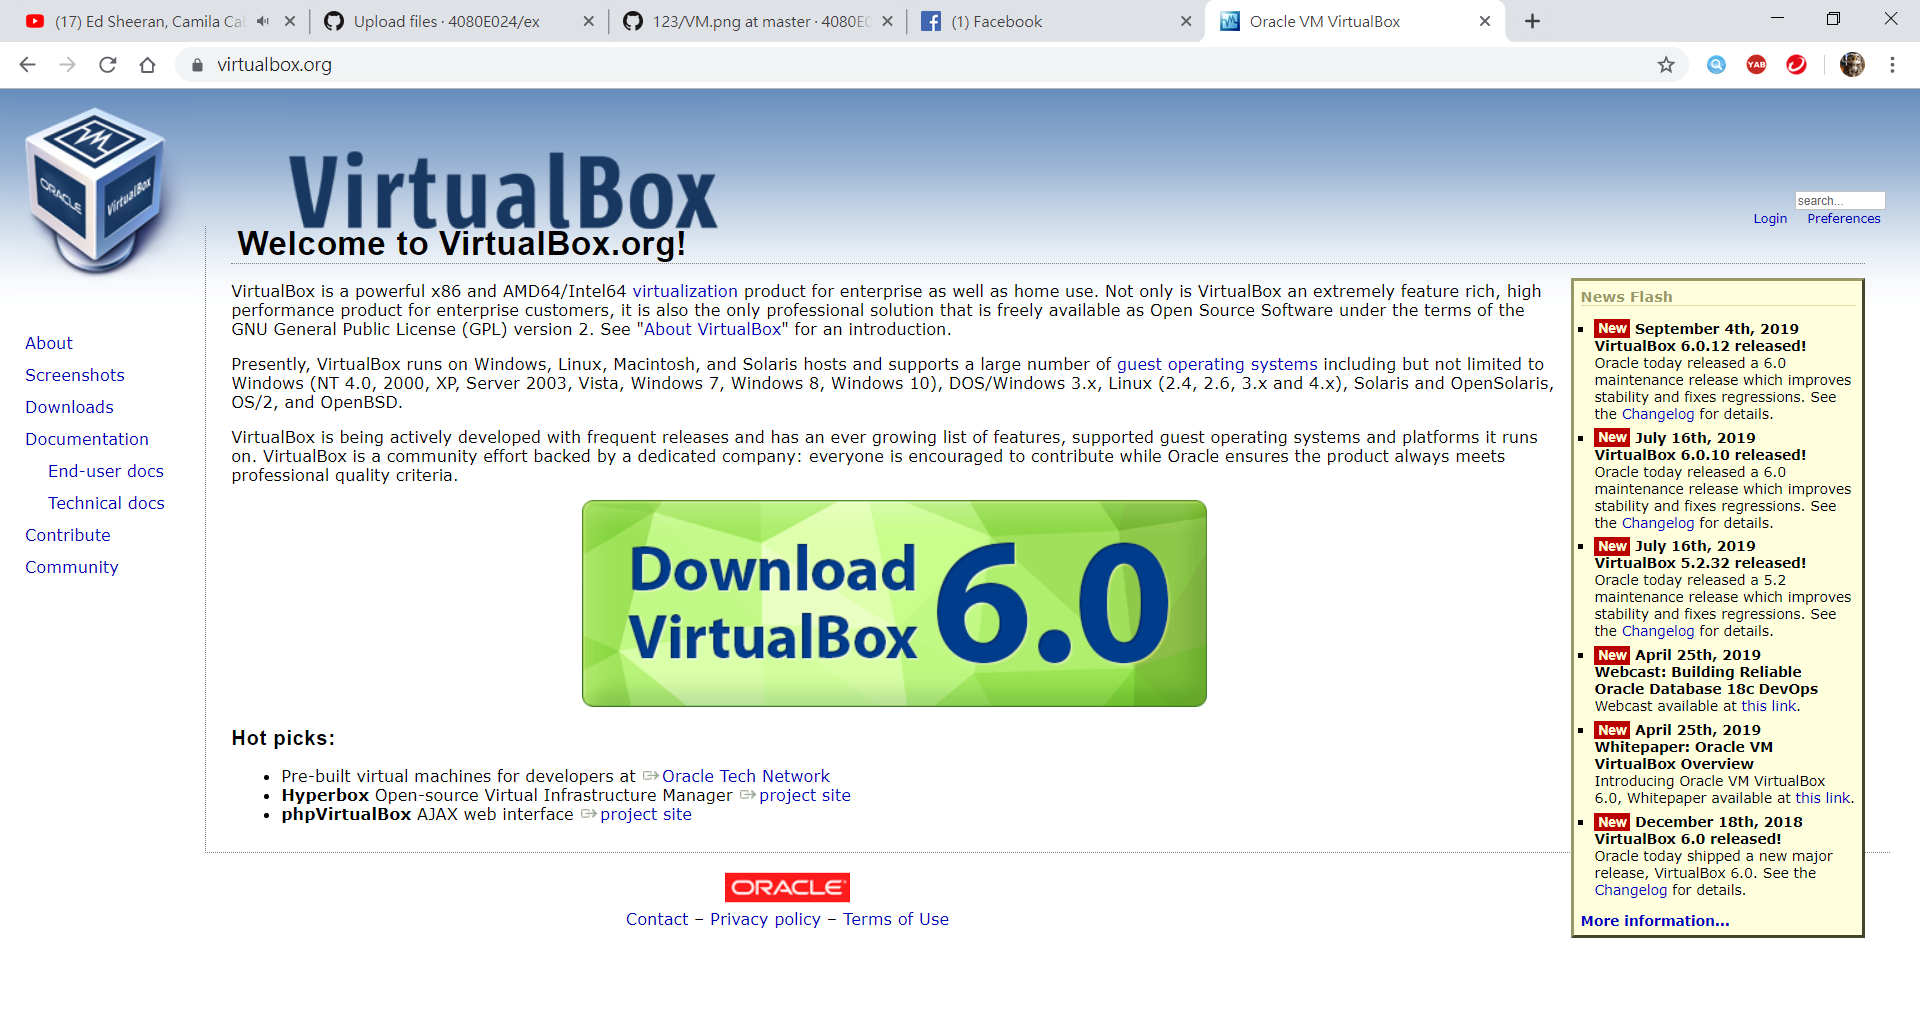 (17) Ed Sheeran, Camila Ca
Upload files · 4080E024/ex
123/VM.png at master · 4080E0
(1) Facebook
Oracle VM VirtualBox
virtualbox.org
YAB
ORACLE
VirtualBox
VirtualBox
search...
Login Preferences
Welcome to VirtualBox.org!
About
Screenshots
Downloads
Documentation
End-user docs
Technical docs
Contribute
Community
VirtualBox is a powerful x86 and AMD64/Intel64 virtualization product for enterprise as well as home use. Not only is VirtualBox an extremely feature rich, high
performance product for enterprise customers, it is also the only professional solution that is freely available as Open Source Software under the terms of the
GNU General Public License (GPL) version 2. See "About VirtualBox" for an introduction.
Presently, VirtualBox runs on Windows, Linux, Macintosh, and Solaris hosts and supports a large number of guest operating systems including but not limited to
Windows (NT 4.0, 2000, XP, Server 2003, Vista, Windows 7, Windows 8, Windows 10), DOS/Windows 3.x, Linux (2.4, 2.6, 3.x and 4.x), Solaris and OpenSolaris,
OS/2, and OpenBSD.
VirtualBox is being actively developed with frequent releases and has an ever growing list of features, supported guest operating systems and platforms it runs
on. VirtualBox is a community effort backed by a dedicated company: everyone is encouraged to contribute while Oracle ensures the product always meets
professional quality criteria.
Download
VirtualBox
6.0
Hot picks:
Pre-built virtual machines for developers at Oracle Tech Network
Hyperbox Open-source Virtual Infrastructure Manager project site
phpVirtualBox AJAX web interface project site
News Flash
New September 4th, 2019
VirtualBox 6.0.12 released!
Oracle today released a 6.0
maintenance release which improves
stability and fixes regressions. See
the Changelog for details.
New July 16th, 2019
VirtualBox 6.0.10 released!
Oracle today released a 6.0
maintenance release which improves
stability and fixes regressions. See
the Changelog for details.
New July 16th, 2019
VirtualBox 5.2.32 released!
Oracle today released a 5.2
maintenance release which improves
stability and fixes regressions. See
the Changelog for details.
New April 25th, 2019
Webcast: Building Reliable
Oracle Database 18c DevOps
Webcast available at this link.
New April 25th, 2019
Whitepaper: Oracle VM
VirtualBox Overview
Introducing Oracle VM VirtualBox
6.0, Whitepaper available at this link.
New December 18th, 2018
VirtualBox 6.0 released!
Oracle today shipped a new major
release, VirtualBox 6.0. See the
Changelog for details.
More information...
ORACLE
Contact – Privacy policy – Terms of Use